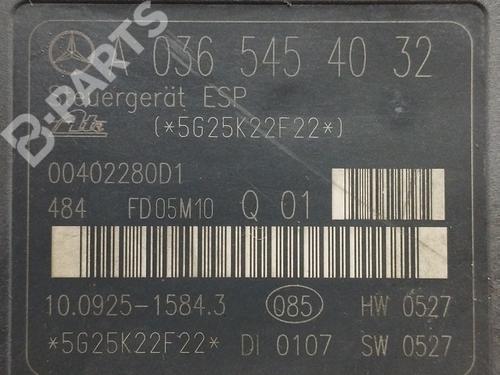 A 036 545 40 32
Steuergerät ESP
Ate (*5G25K22F22*)
00402280D1
484 FD05M10 Q 01
10.0925-1584.3 085 HW 0527
*5G25K22F22* DI 0107 SW 0527
B-PARTS